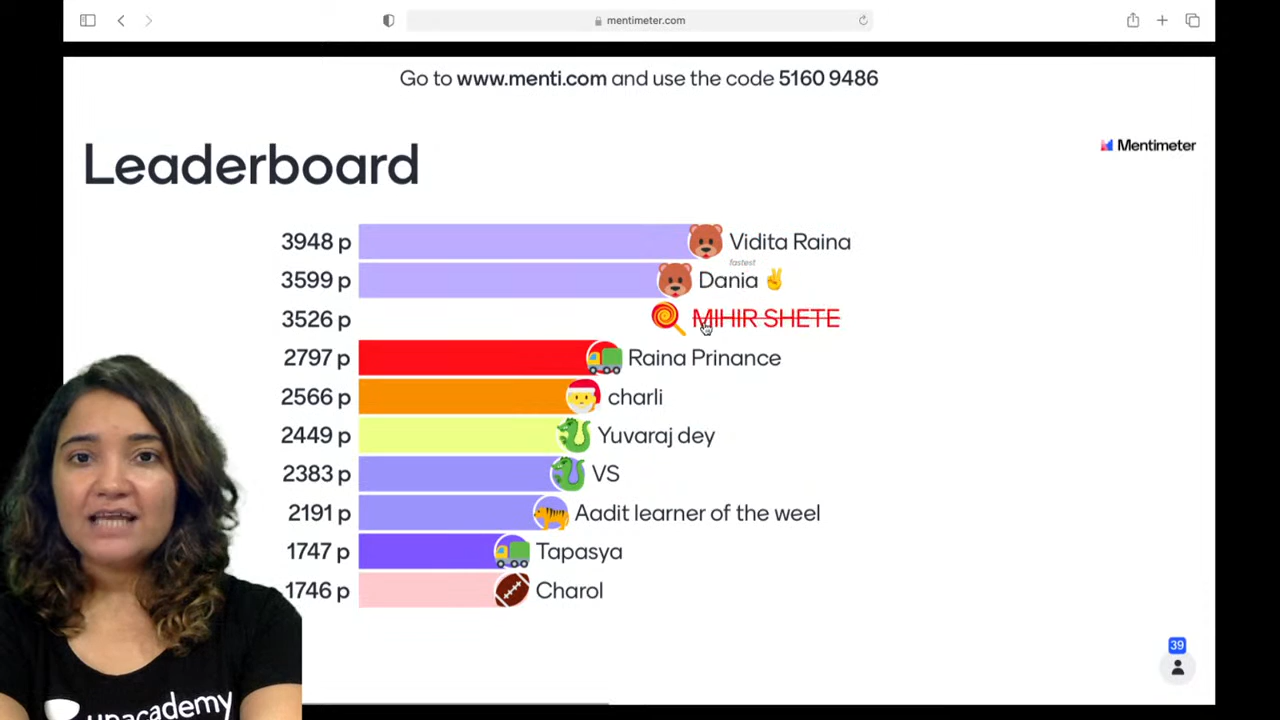 mentimeter.com
Go to www.menti.com and use the code 5160 9486
Leaderboard
Mentimeter
3948 p Vidita Raina
fastest
3599 p Dania ✌️
3526 p MIHIR SHETE
2797 p Raina Prinance
2566 p charli
2449 p Yuvaraj dey
2383 p VS
2191 p Aadit learner of the weel
1747 p Tapasya
1746 p Charol
39
unacademy